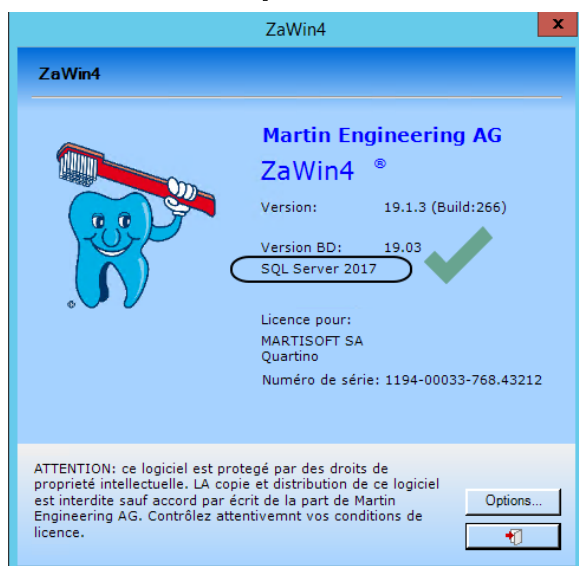 ZaWin4
x
ZaWin4
Martin Engineering AG
ZaWin4 ®
Version: 19.1.3 (Build:266)
Version BD: 19.03
SQL Server 2017
©
Licence pour:
MARTISOFT SA
Quartino
Numéro de série: 1194-00033-768.43212
ATTENTION: ce logiciel est protegé par des droits de
proprieté intellectuelle. LA copie et distribution de ce logiciel
est interdite sauf accord par écrit de la part de Martin
Engineering AG. Contrôlez attentivemnt vos conditions de
licence.
Options...